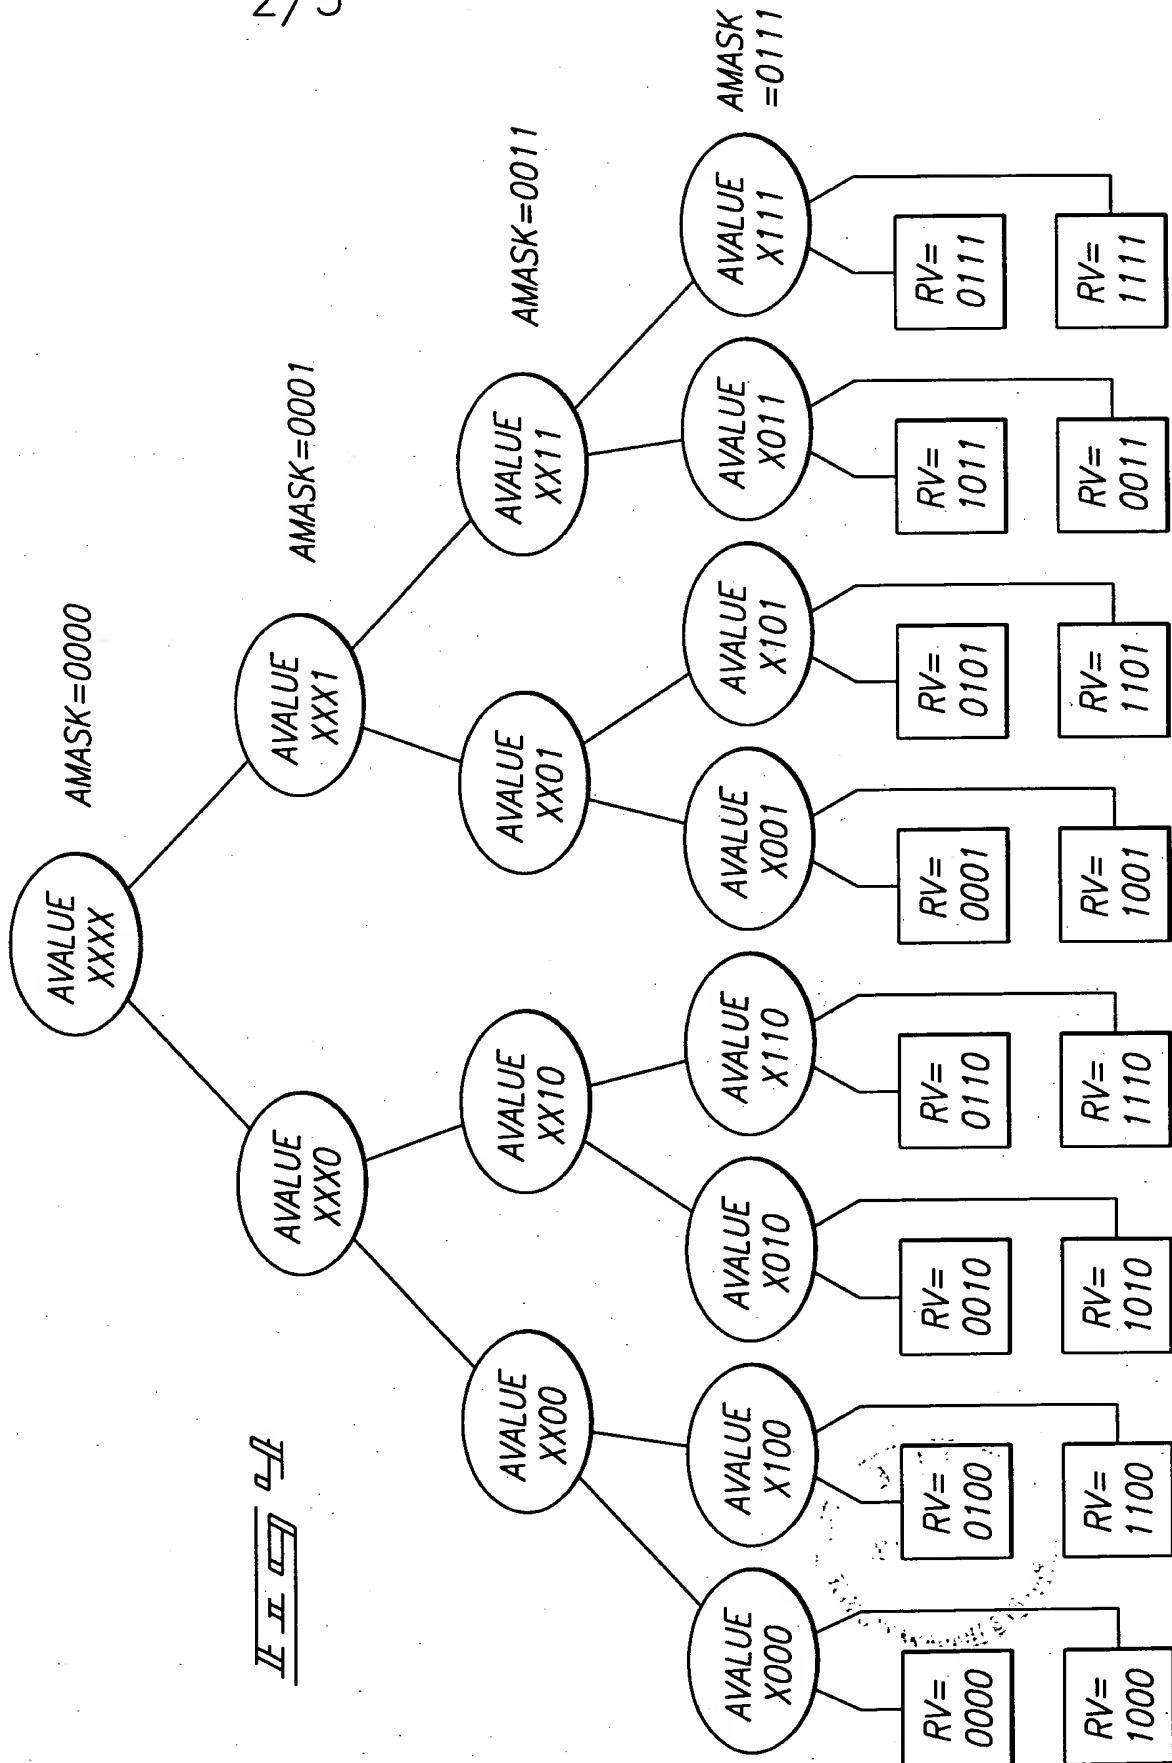 2/5
AMASK=0000
AVALUE
XXXX
AMASK=0001
AVALUE
XXX0
AVALUE
XXX1
AMASK=0011
AVALUE
XX00
AVALUE
XX10
AVALUE
XX01
AVALUE
XX11
AMASK
=0111
AVALUE
X000
AVALUE
X100
AVALUE
X010
AVALUE
X110
AVALUE
X001
AVALUE
X101
AVALUE
X011
AVALUE
X111
RV=
0000
RV=
0100
RV=
0010
RV=
0110
RV=
0001
RV=
0101
RV=
1011
RV=
0111
RV=
1000
RV=
1100
RV=
1010
RV=
1110
RV=
1001
RV=
1101
RV=
0011
RV=
1111